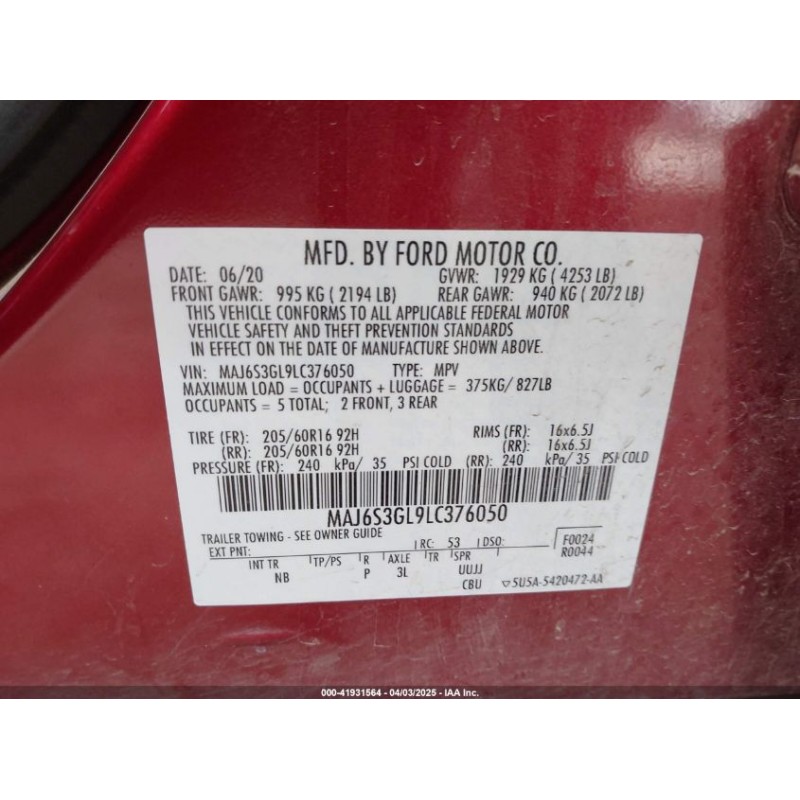 MFD. BY FORD MOTOR CO.
DATE: 06/20 GVWR: 1929 KG ( 4253 LB)
FRONT GAWR: 995 KG ( 2194 LB) REAR GAWR: 940 KG ( 2072 LB)
THIS VEHICLE CONFORMS TO ALL APPLICABLE FEDERAL MOTOR
VEHICLE SAFETY AND THEFT PREVENTION STANDARDS
IN EFFECT ON THE DATE OF MANUFACTURE SHOWN ABOVE.
VIN: MAJ6S3GL9LC376050 TYPE: MPV
MAXIMUM LOAD = OCCUPANTS + LUGGAGE = 375KG/ 827LB
OCCUPANTS = 5 TOTAL; 2 FRONT, 3 REAR
TIRE (FR): 205/60R16 92H RIMS (FR): 16x6.5J
(RR): 205/60R16 92H (RR): 16x6.5J
PRESSURE (FR): 240 kPa/ 35 PSI COLD (RR): 240 kPa/ 35 PSI COLD
MAJ6S3GL9LC376050
TRAILER TOWING - SEE OWNER GUIDE
EXT PNT: RC: 53 DSO: F0024
R0044
INT TR TP/PS R AXLE TR SPR
NB P 3L UUJJ
CBU 5U5A-5420472-AA
000-41931564 - 04/03/2025 - IAA Inc.